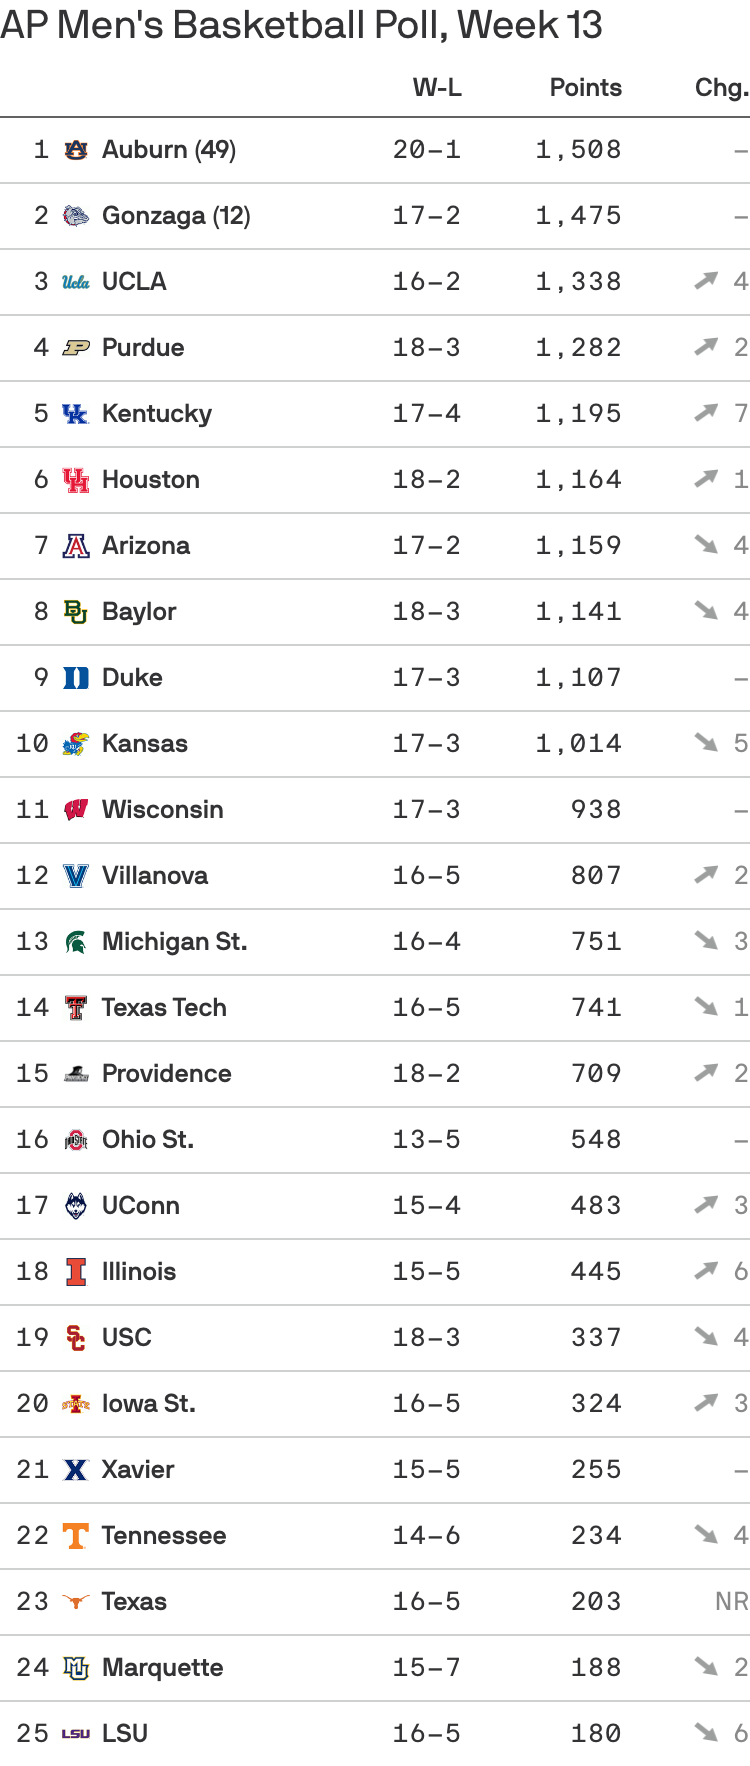 AP Men's Basketball Poll, Week 13
W–L Points Chg.
1 Auburn (49) 20–1 1,508 –
2 Gonzaga (12) 17–2 1,475 –
3 Ucla UCLA 16–2 1,338 4
4 P Purdue 18–3 1,282 2
5 UK Kentucky 17–4 1,195 7
6 UH Houston 18–2 1,164 1
7 A Arizona 17–2 1,159 4
8 BU Baylor 18–3 1,141 4
9 D Duke 17–3 1,107 –
10 Kansas 17–3 1,014 5
11 W Wisconsin 17–3 938 –
12 V Villanova 16–5 807 2
13 Michigan St. 16–4 751 3
14 T Texas Tech 16–5 741 1
15 Providence 18–2 709 2
16 Ohio St. 13–5 548 –
17 UConn 15–4 483 3
18 I Illinois 15–5 445 6
19 SC USC 18–3 337 4
20 Iowa St. 16–5 324 3
21 X Xavier 15–5 255 –
22 T Tennessee 14–6 234 4
23 Texas 16–5 203 NR
24 MU Marquette 15–7 188 2
25 LSU LSU 16–5 180 6